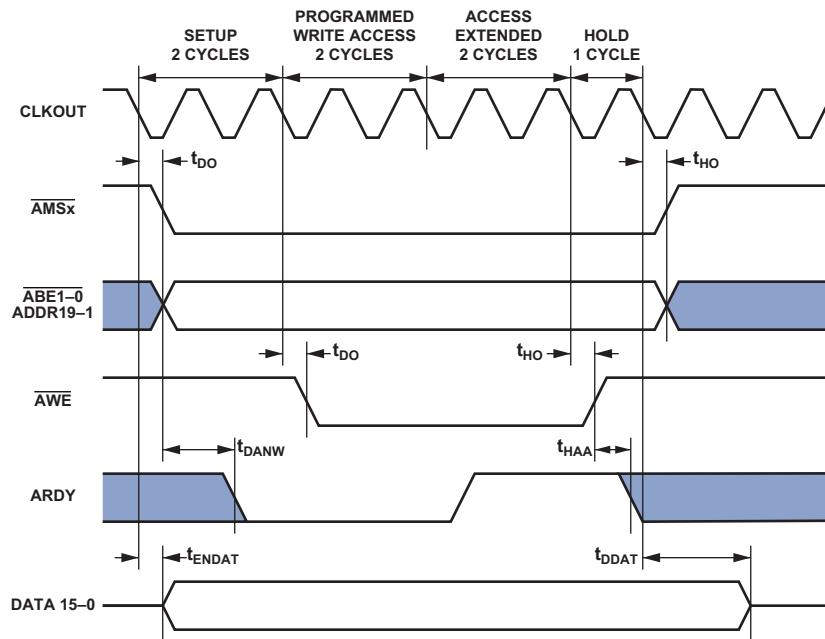 SETUP
2 CYCLES
PROGRAMMED
WRITE ACCESS
2 CYCLES
ACCESS
EXTENDED
2 CYCLES
HOLD
1 CYCLE
CLKOUT
tDO
tHO
AMSx
ABE1–0
ADDR19–1
tDO
tHO
AWE
tDANW
tHAA
ARDY
tENDAT
tDDAT
DATA 15–0